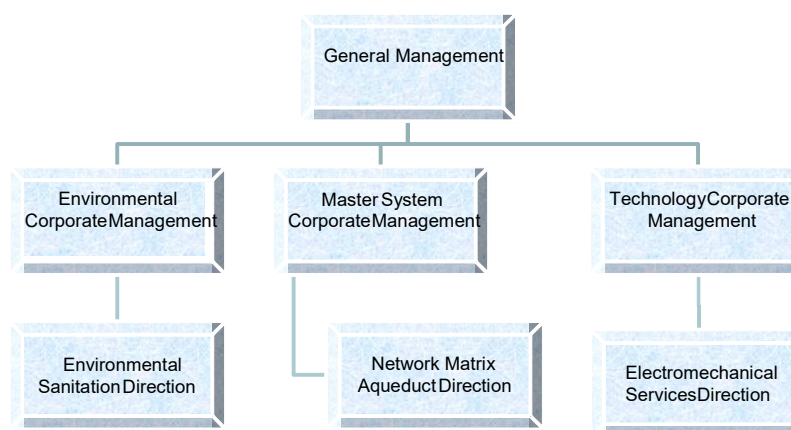 General Management
Environmental
CorporateManagement
Master System
CorporateManagement
TechnologyCorporate
Management
Environmental
SanitationDirection
Network Matrix
AqueductDirection
Electromechanical
ServicesDirection